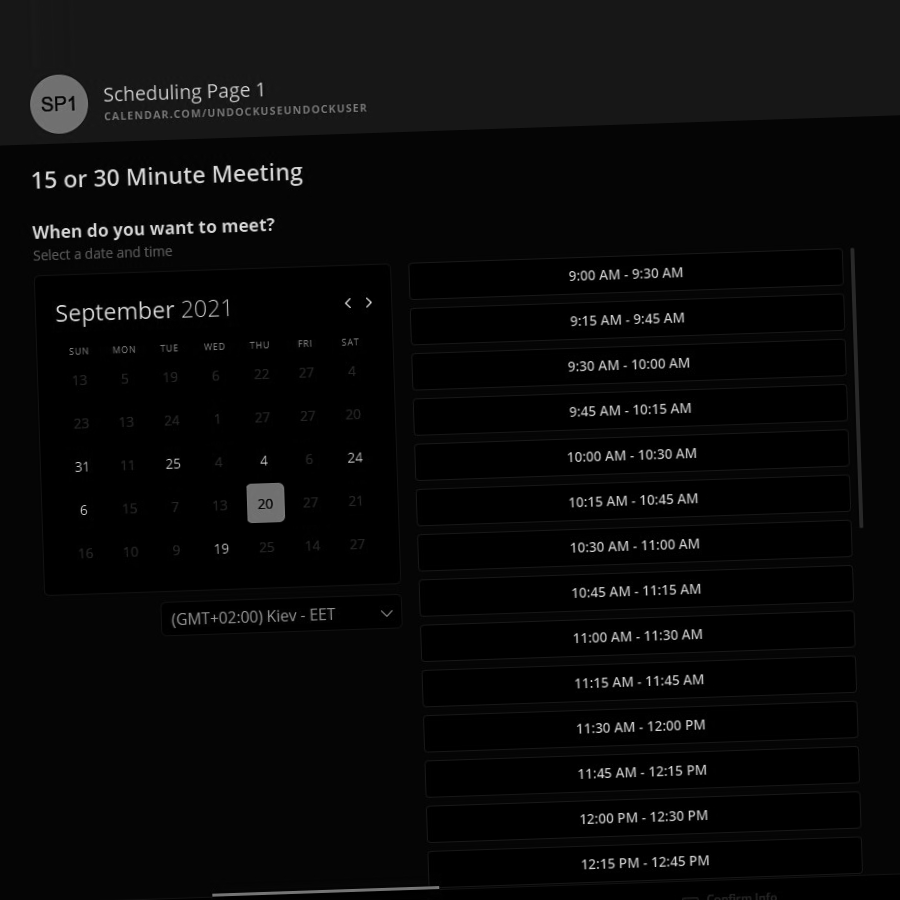 SP1
Scheduling Page 1
CALENDAR.COM/UNDOCKUSEUNDOCKUSER
15 or 30 Minute Meeting
When do you want to meet?
Select a date and time
September 2021
SUN MON TUE WED THU FRI SAT
13 5 19 6 22 27 4
23 13 24 1 27 27 20
31 11 25 4 4 6 24
6 15 7 13 20 27 21
16 10 9 19 25 14 27
(GMT+02:00) Kiev - EET
9:00 AM - 9:30 AM
9:15 AM - 9:45 AM
9:30 AM - 10:00 AM
9:45 AM - 10:15 AM
10:00 AM - 10:30 AM
10:15 AM - 10:45 AM
10:30 AM - 11:00 AM
10:45 AM - 11:15 AM
11:00 AM - 11:30 AM
11:15 AM - 11:45 AM
11:30 AM - 12:00 PM
11:45 AM - 12:15 PM
12:00 PM - 12:30 PM
12:15 PM - 12:45 PM
Confirm Info